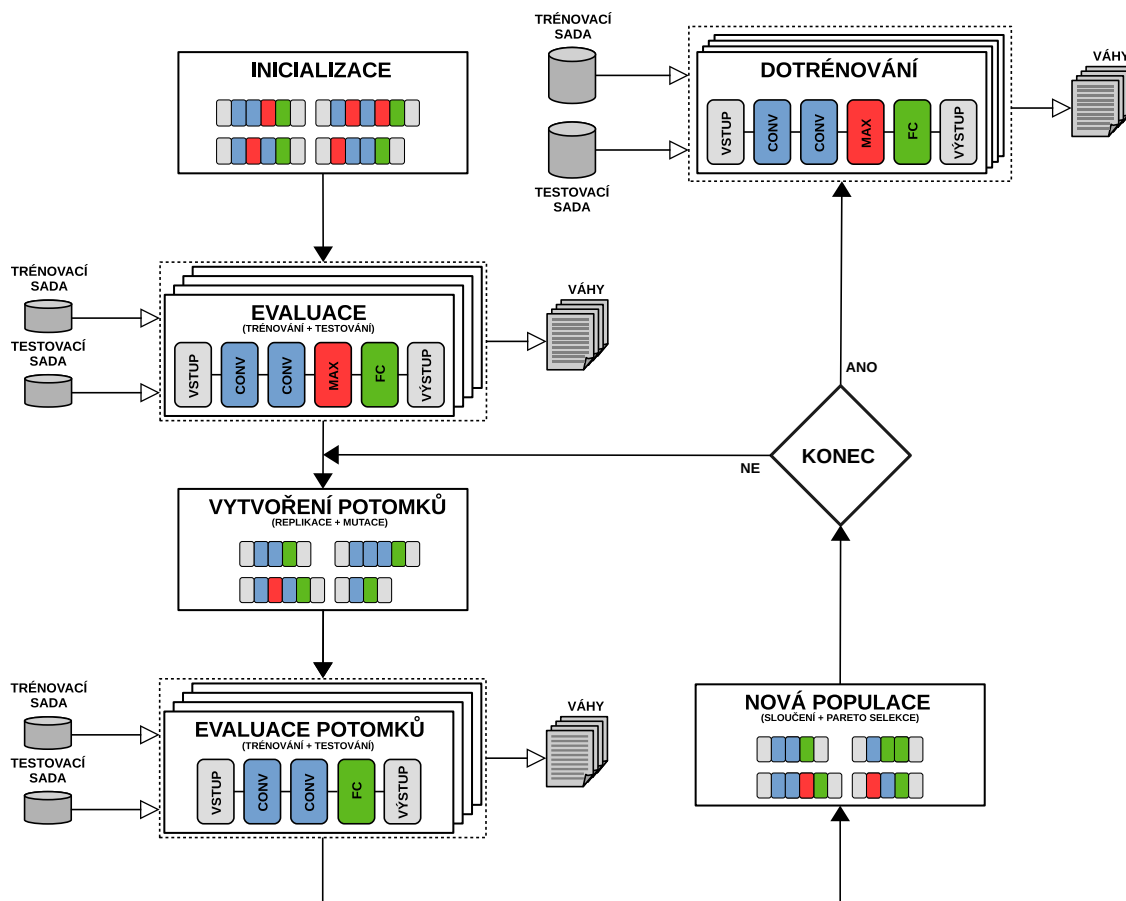 INICIALIZACE
TRÉNOVACÍ
SADA
TESTOVACÍ
SADA
DOTRÉNOVÁNÍ
VSTUP
CONV
CONV
MAX
FC
VÝSTUP
VÁHY
TRÉNOVACÍ
SADA
TESTOVACÍ
SADA
EVALUACE
(TRÉNOVÁNÍ + TESTOVÁNÍ)
VSTUP
CONV
CONV
MAX
FC
VÝSTUP
VÁHY
ANO
KONEC
NE
VYTVOŘENÍ POTOMKŮ
(REPLIKACE + MUTACE)
TRÉNOVACÍ
SADA
TESTOVACÍ
SADA
EVALUACE POTOMKŮ
(TRÉNOVÁNÍ + TESTOVÁNÍ)
VSTUP
CONV
CONV
FC
VÝSTUP
VÁHY
NOVÁ POPULACE
(SLOUČENÍ + PARETO SELEKCE)